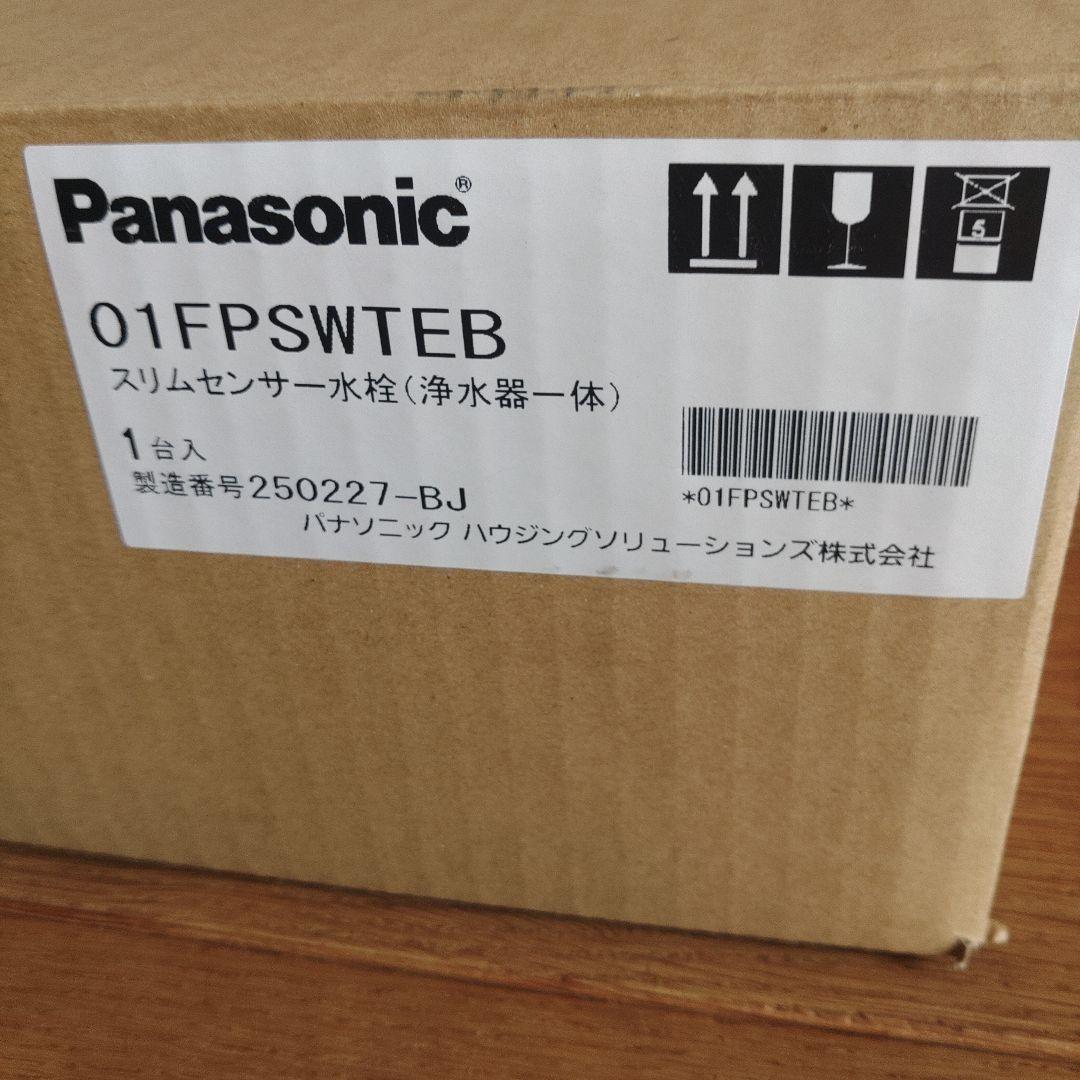 Panasonic®
5
01FPSWTEB
スリムセンサー水栓(浄水器一体)
1台入
製造番号250227-BJ
*01FPSWTEB*
パナソニック ハウジングソリューションズ株式会社